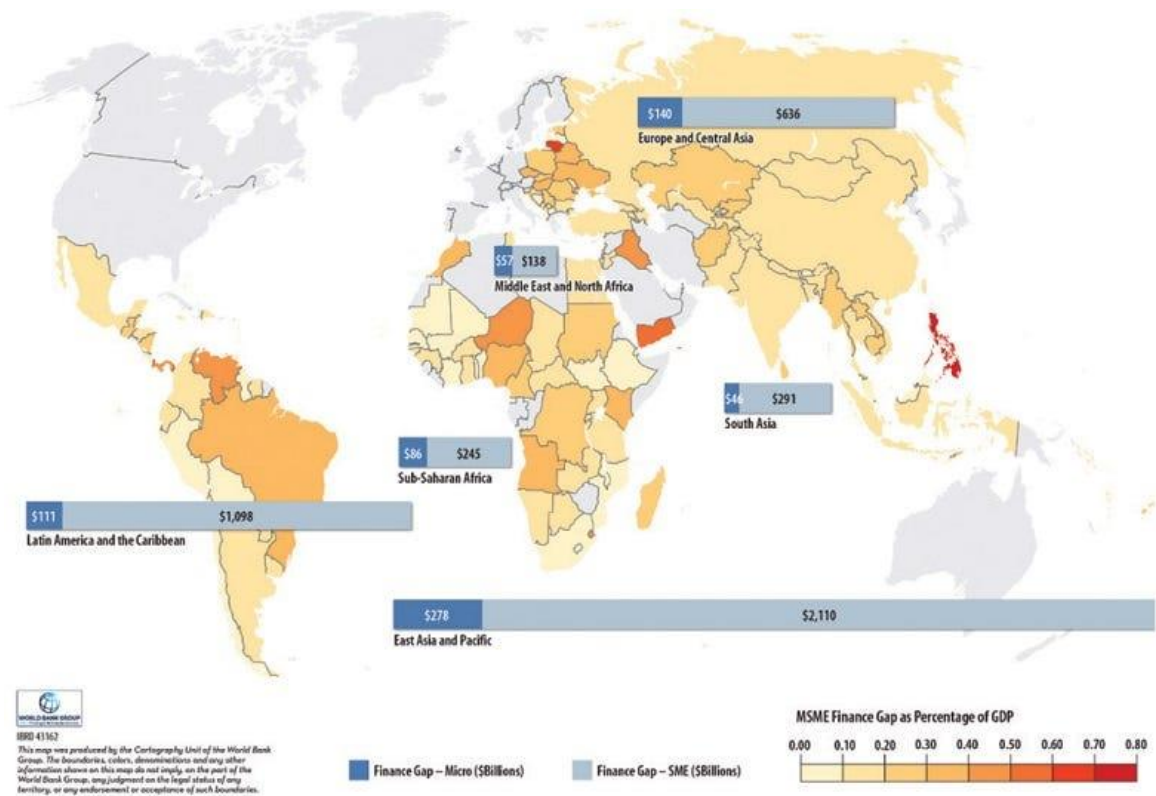 $140 $636
Europe and Central Asia
$57 $138
Middle East and North Africa
$46 $291
South Asia
$86 $245
Sub-Saharan Africa
$111 $1,098
Latin America and the Caribbean
$278 $2,110
East Asia and Pacific
WORLD BANK GROUP
IBRD 43162
This map was produced by the Cartography Unit of the World Bank
Group. The boundaries, colors, denominations and any other
information shown on this map do not imply, on the part of the
World Bank Group, any judgment on the legal status of any
territory, or any endorsement or acceptance of such boundaries.
Finance Gap – Micro ($Billions) Finance Gap – SME ($Billions)
MSME Finance Gap as Percentage of GDP
0.00 0.10 0.20 0.30 0.40 0.50 0.60 0.70 0.80